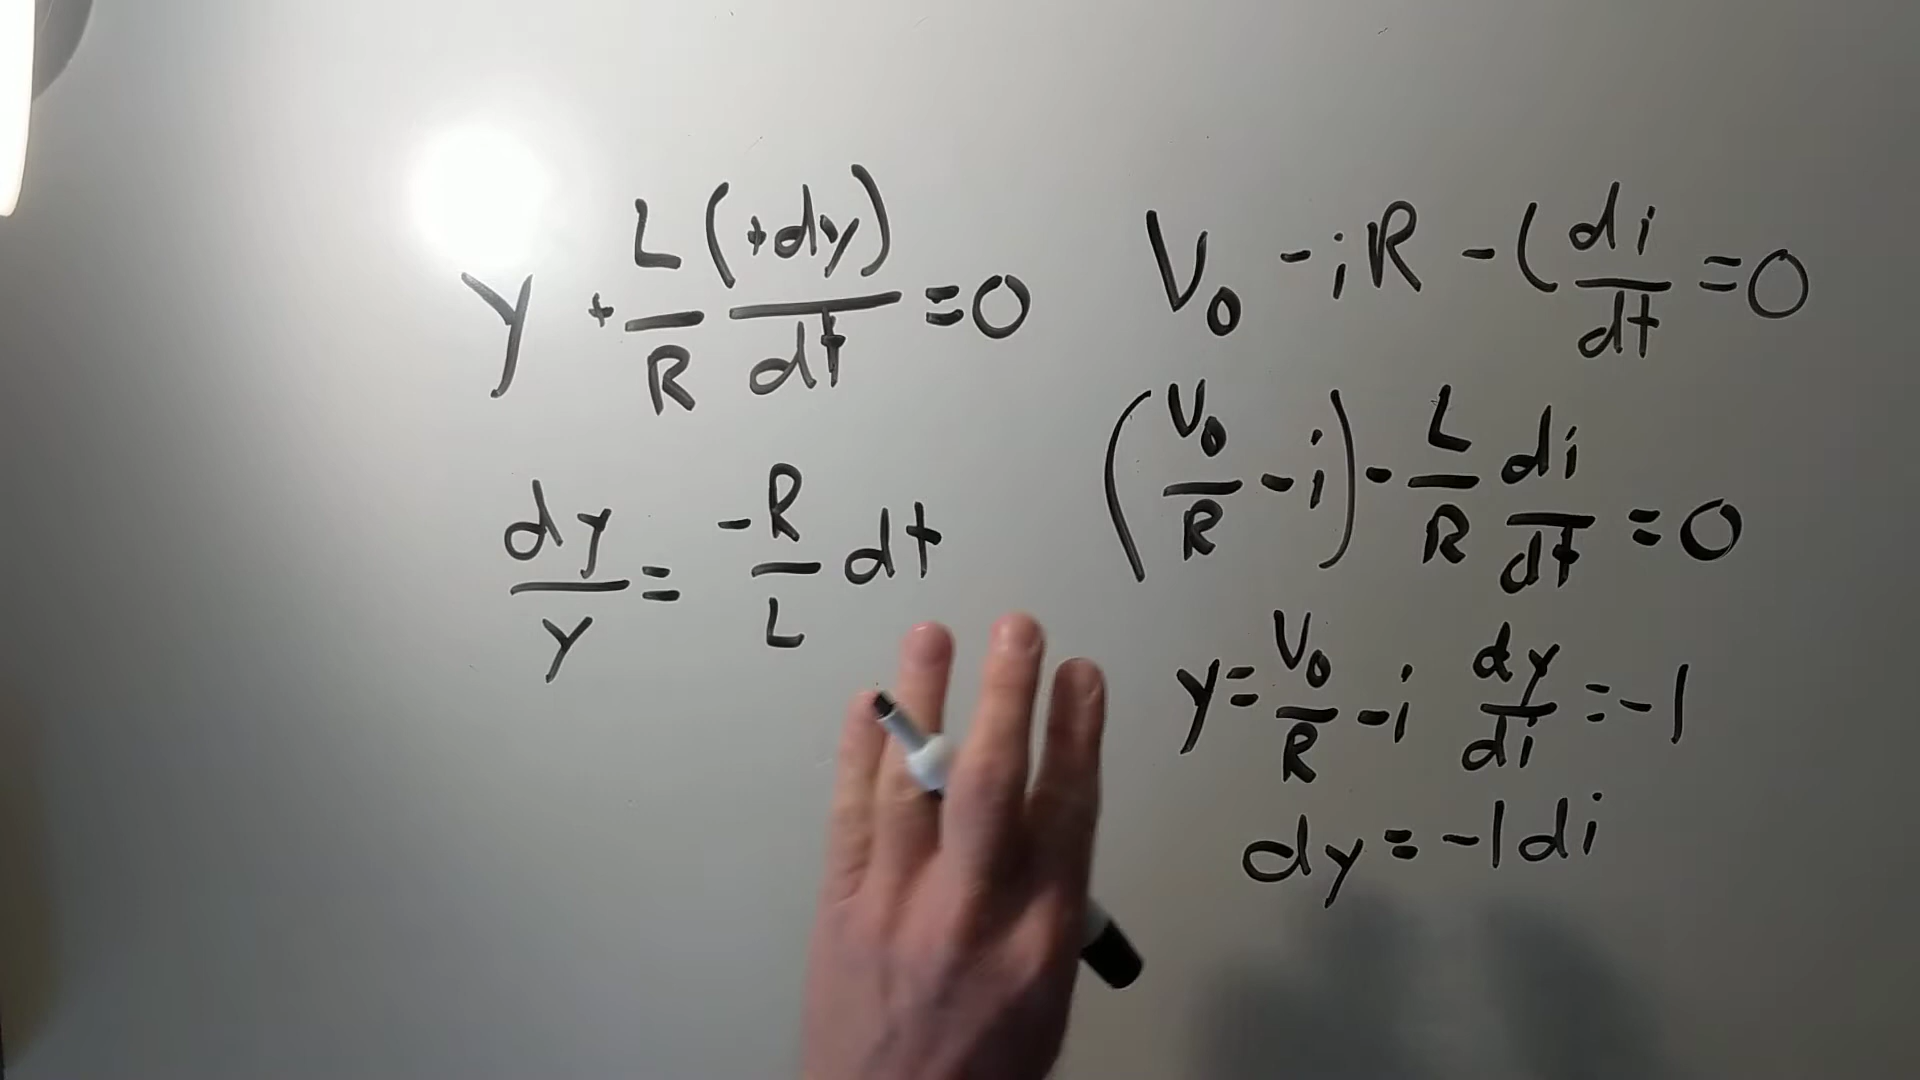 y + L/R (+dy)/dt = 0
dy/y = -R/L dt
V₀ - iR - L di/dt = 0
(V₀/R - i) - L/R di/dt = 0
y = V₀/R - i dy/di = -1
dy = -1di